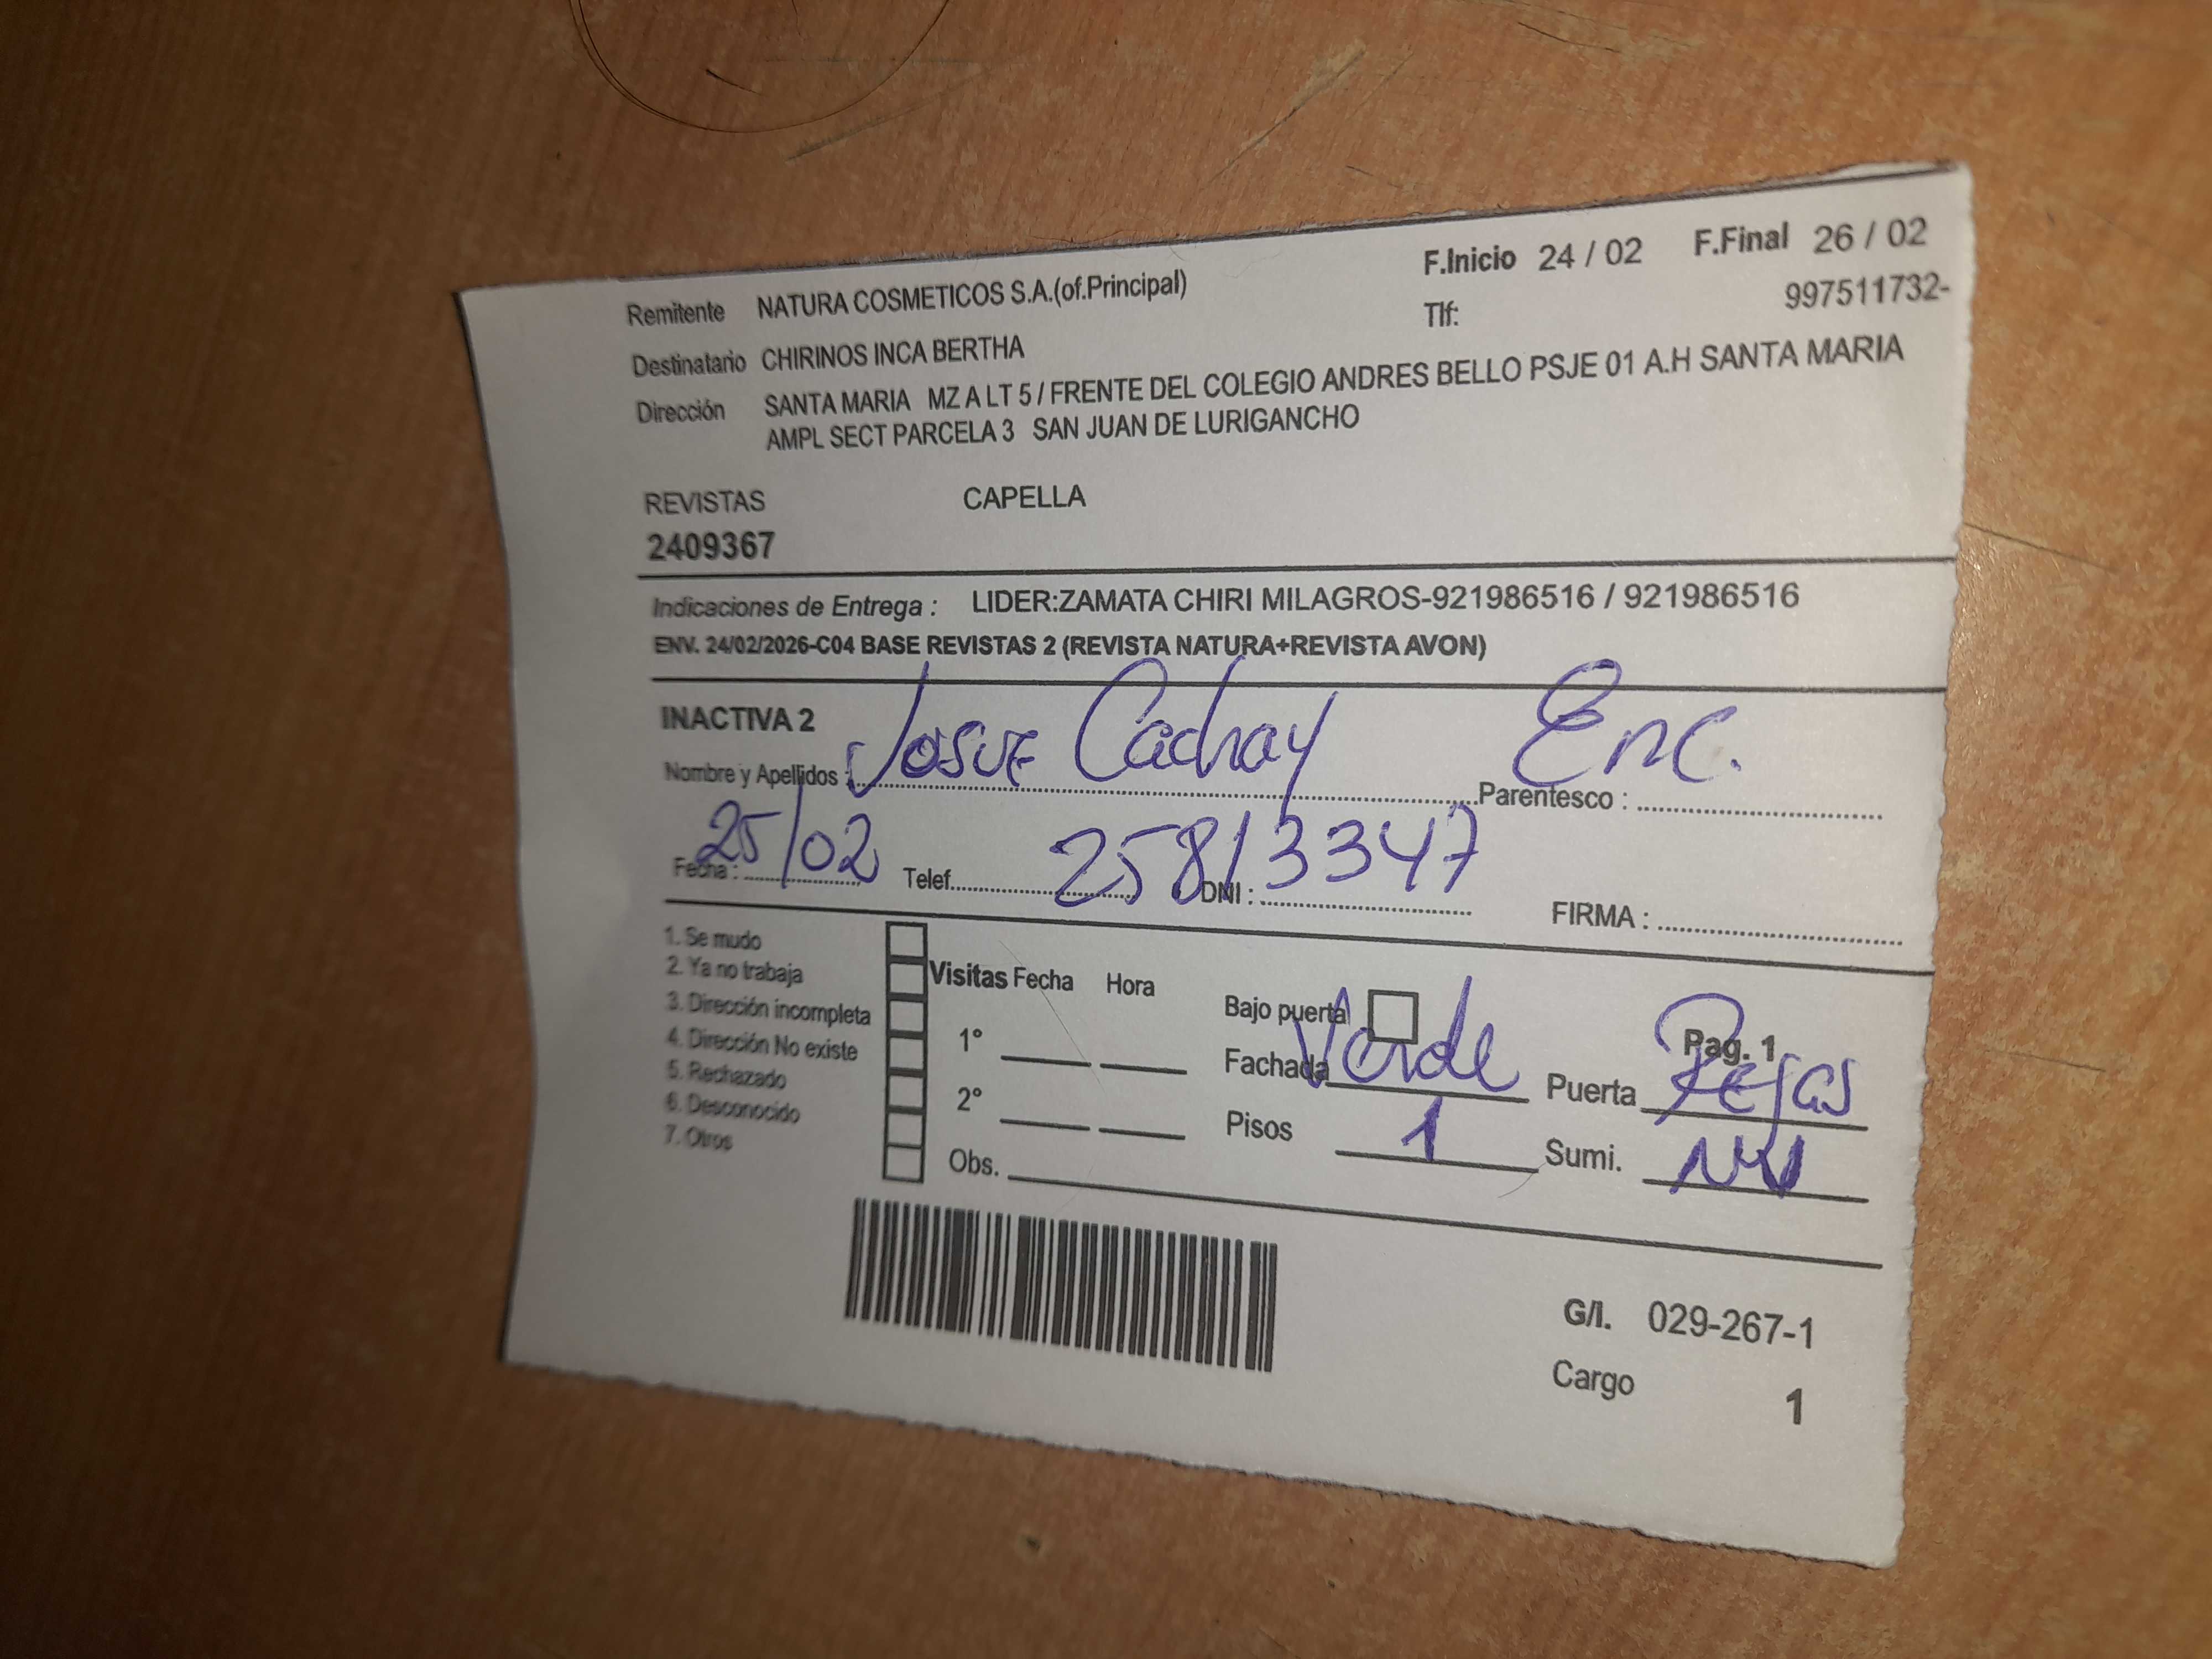 F.Inicio 24 / 02 F.Final 26 / 02
Remitente NATURA COSMETICOS S.A.(of.Principal) Tlf: 997511732-
Destinatario CHIRINOS INCA BERTHA
Dirección SANTA MARIA MZ A LT 5 / FRENTE DEL COLEGIO ANDRES BELLO PSJE 01 A.H SANTA MARIA
AMPL SECT PARCELA 3 SAN JUAN DE LURIGANCHO
REVISTAS CAPELLA
2409367
Indicaciones de Entrega : LIDER:ZAMATA CHIRI MILAGROS-921986516 / 921986516
ENV. 24/02/2026-C04 BASE REVISTAS 2 (REVISTA NATURA+REVISTA AVON)
INACTIVA 2
Nombre y Apellidos : Josue Cachay Parentesco : Enc.
Fecha : 25/02 Telef. DNI : 25813347 FIRMA :
1. Se mudo
2. Ya no trabaja
3. Dirección incompleta
4. Dirección No existe
5. Rechazado
6. Desconocido
7. Otros
Visitas Fecha Hora
1°
2°
Obs.
Bajo puerta Pag. 1
Fachada Verde Puerta Rejas
Pisos 1 Sumi.
G/I. 029-267-1
Cargo 1